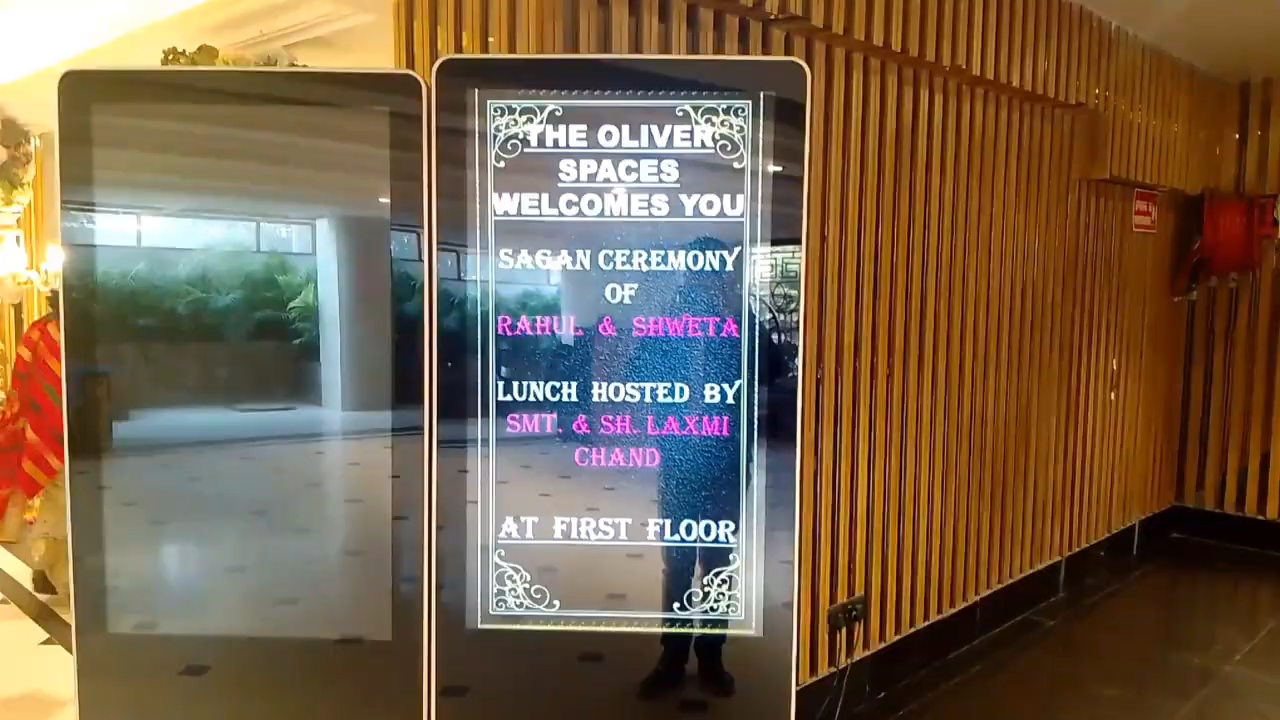 THE OLIVER
SPACES
WELCOMES YOU
SAGAN CEREMONY
OF
RAHUL & SHWETA
LUNCH HOSTED BY
SMT. & SH. LAXMI
CHAND
AT FIRST FLOOR